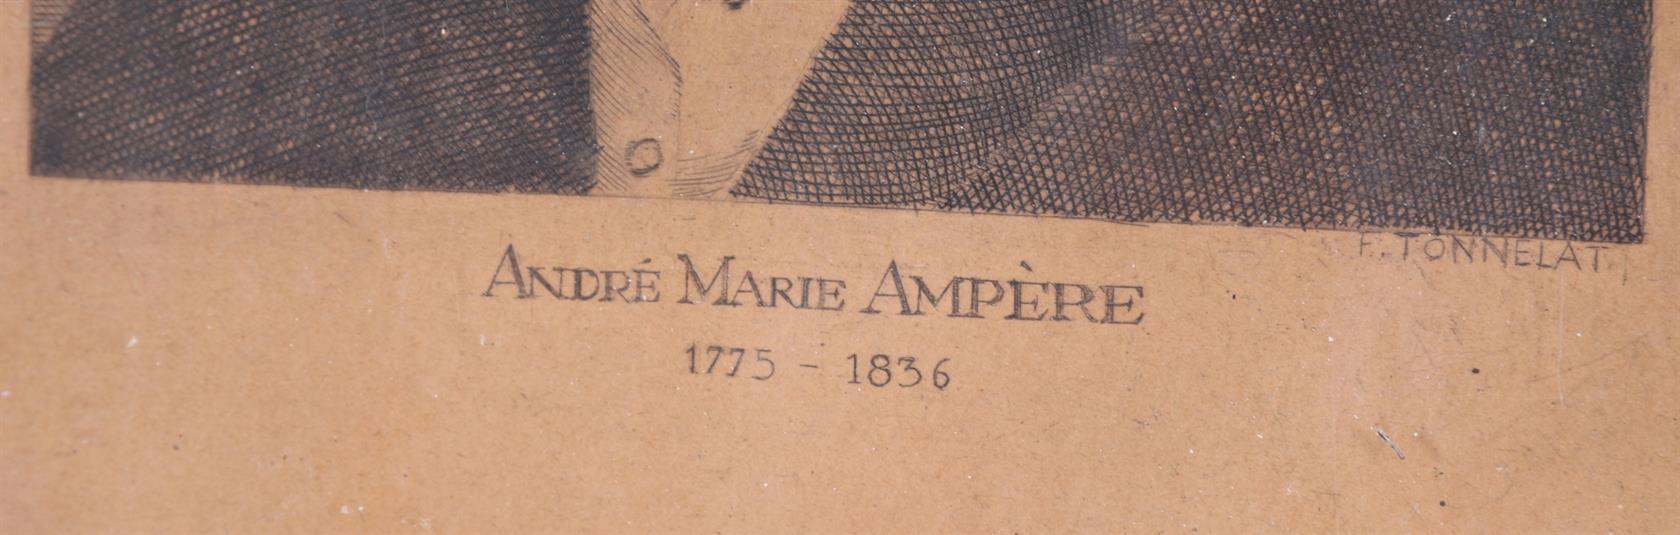 F. TONNELAT
ANDRÉ MARIE AMPÈRE
1775 - 1836